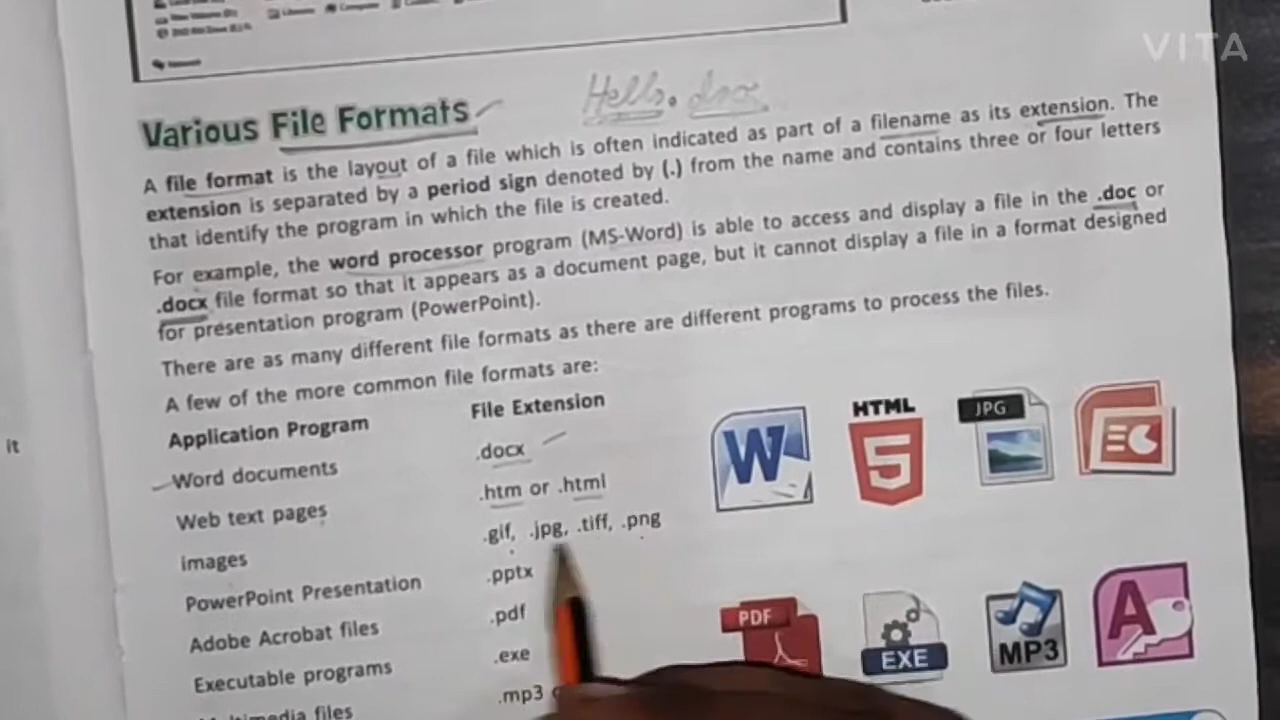 VITA
Hello. docx
Various File Formats
A file format is the layout of a file which is often indicated as part of a filename as its extension. The
extension is separated by a period sign denoted by (.) from the name and contains three or four letters
that identify the program in which the file is created.
For example, the word processor program (MS-Word) is able to access and display a file in the .doc or
.docx file format so that it appears as a document page, but it cannot display a file in a format designed
for presentation program (PowerPoint).
There are as many different file formats as there are different programs to process the files.
A few of the more common file formats are:
Application Program File Extension
Word documents .docx
Web text pages .htm or .html
images .gif, .jpg, .tiff, .png
PowerPoint Presentation .pptx
Adobe Acrobat files .pdf
Executable programs .exe
Multimedia files .mp3
W
HTML
5
JPG
PDF
EXE
MP3
A
it